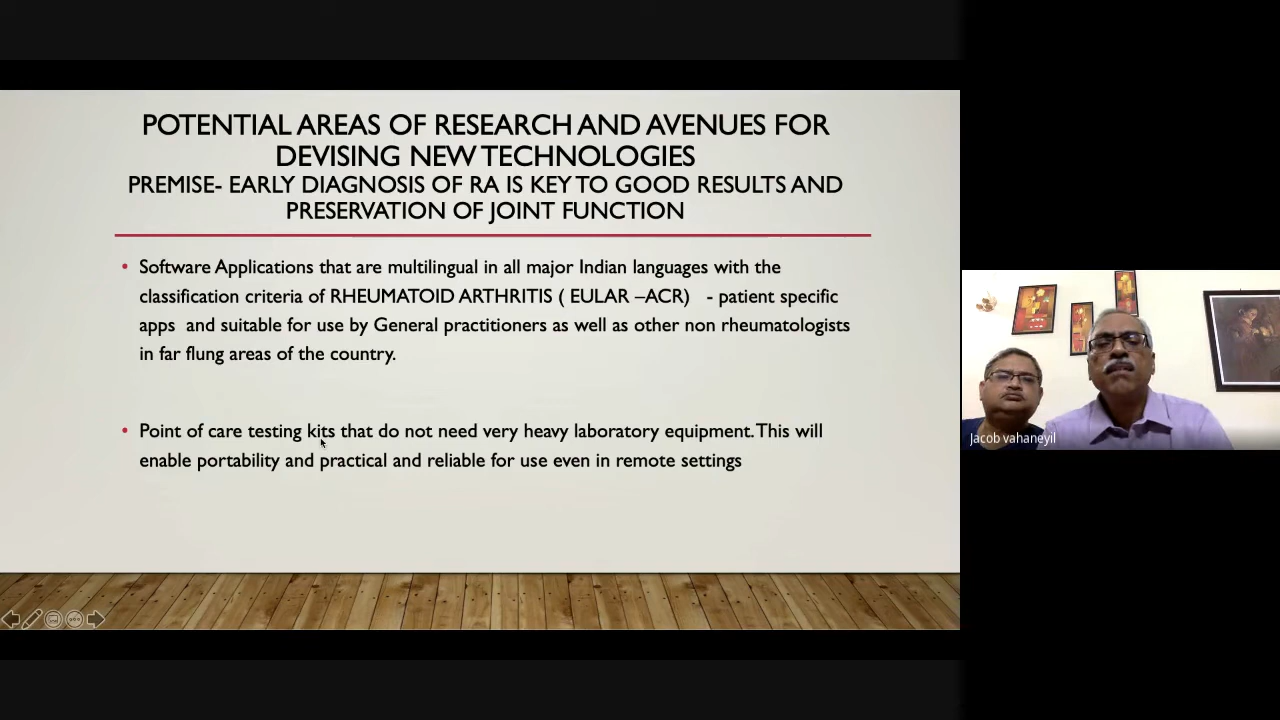 POTENTIAL AREAS OF RESEARCH AND AVENUES FOR
DEVISING NEW TECHNOLOGIES
PREMISE- EARLY DIAGNOSIS OF RA IS KEY TO GOOD RESULTS AND
PRESERVATION OF JOINT FUNCTION
• Software Applications that are multilingual in all major Indian languages with the
classification criteria of RHEUMATOID ARTHRITIS ( EULAR –ACR) - patient specific
apps and suitable for use by General practitioners as well as other non rheumatologists
in far flung areas of the country.
• Point of care testing kits that do not need very heavy laboratory equipment. This will
enable portability and practical and reliable for use even in remote settings
Jacob vahaneyil